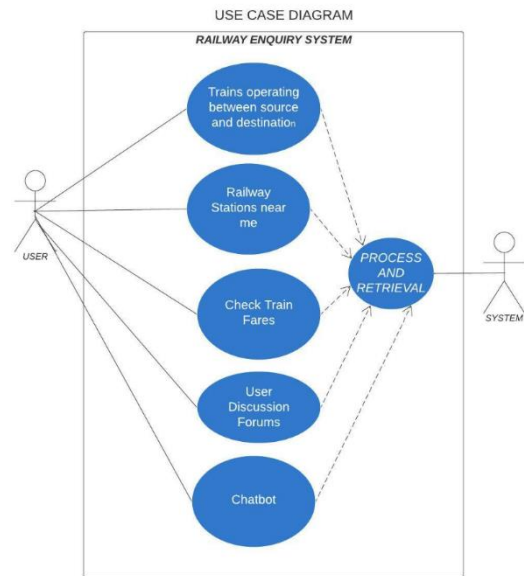 USE CASE DIAGRAM
RAILWAY ENQUIRY SYSTEM
Trains operating
between source
and destination
Railway
Stations near
me
USER
PROCESS
AND
RETRIEVAL
SYSTEM
Check Train
Fares
User
Discussion
Forums
Chatbot